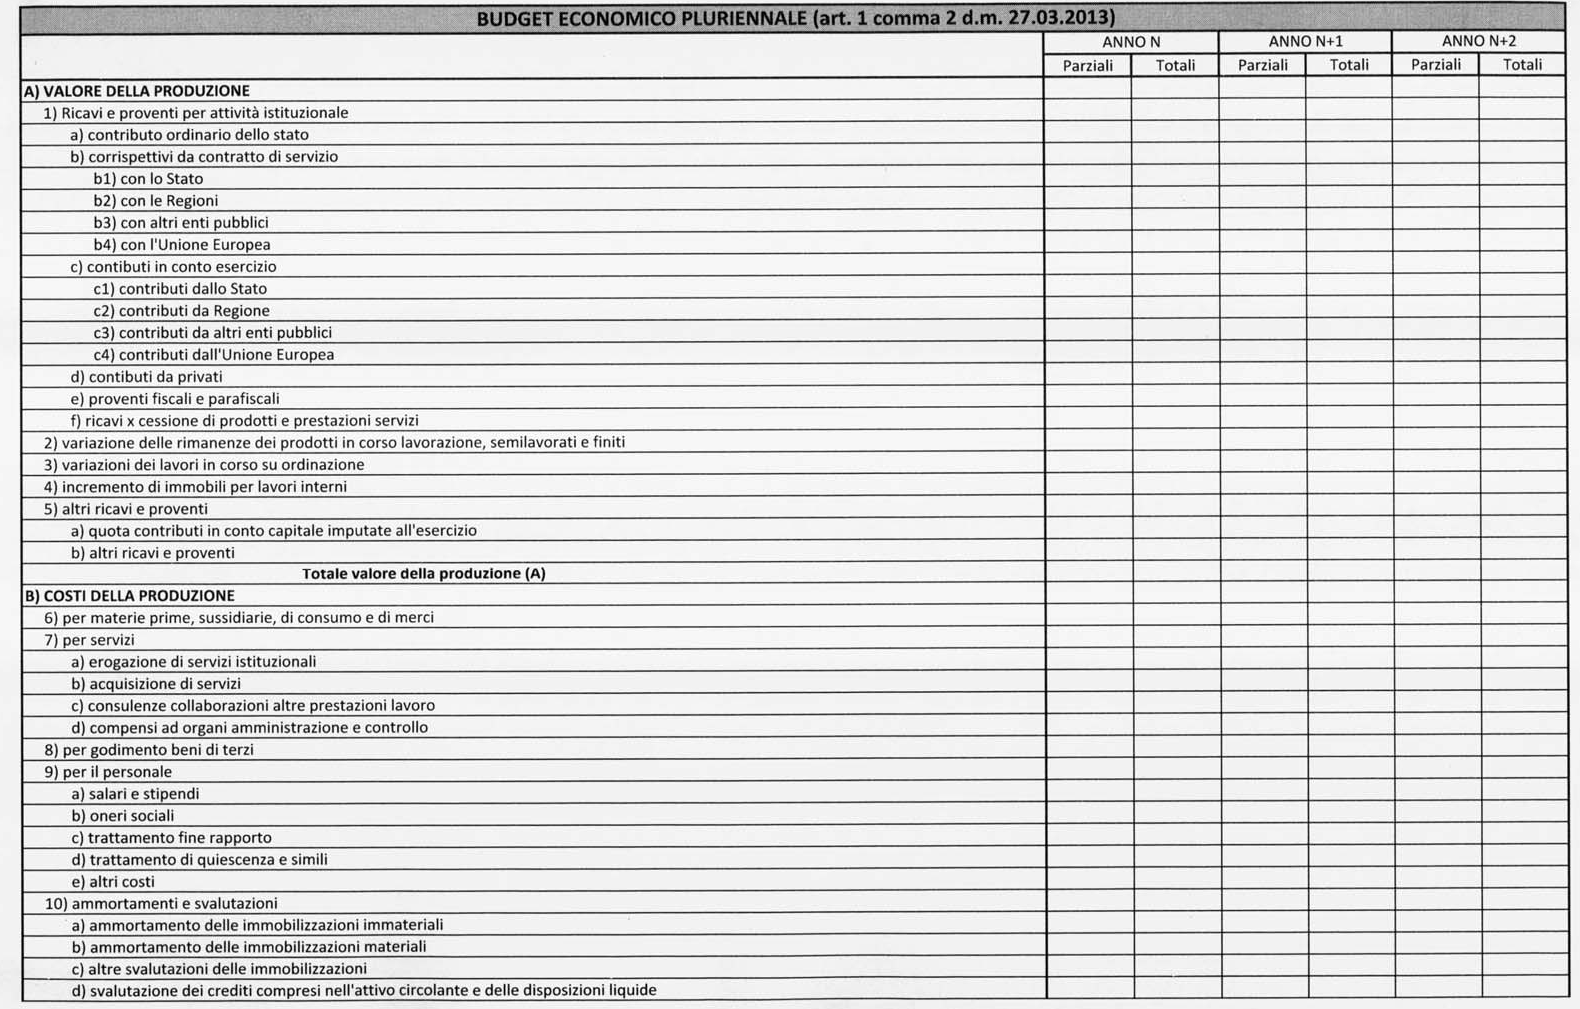 BUDGET ECONOMICO PLURIENNALE (art. 1 comma 2 d.m. 27.03.2013)
ANNO N ANNO N+1 ANNO N+2
Parziali Totali Parziali Totali Parziali Totali
A) VALORE DELLA PRODUZIONE
1) Ricavi e proventi per attività istituzionale
a) contributo ordinario dello stato
b) corrispettivi da contratto di servizio
b1) con lo Stato
b2) con le Regioni
b3) con altri enti pubblici
b4) con l'Unione Europea
c) contibuti in conto esercizio
c1) contributi dallo Stato
c2) contributi da Regione
c3) contributi da altri enti pubblici
c4) contributi dall'Unione Europea
d) contibuti da privati
e) proventi fiscali e parafiscali
f) ricavi x cessione di prodotti e prestazioni servizi
2) variazione delle rimanenze dei prodotti in corso lavorazione, semilavorati e finiti
3) variazioni dei lavori in corso su ordinazione
4) incremento di immobili per lavori interni
5) altri ricavi e proventi
a) quota contributi in conto capitale imputate all'esercizio
b) altri ricavi e proventi
Totale valore della produzione (A)
B) COSTI DELLA PRODUZIONE
6) per materie prime, sussidiarie, di consumo e di merci
7) per servizi
a) erogazione di servizi istituzionali
b) acquisizione di servizi
c) consulenze collaborazioni altre prestazioni lavoro
d) compensi ad organi amministrazione e controllo
8) per godimento beni di terzi
9) per il personale
a) salari e stipendi
b) oneri sociali
c) trattamento fine rapporto
d) trattamento di quiescenza e simili
e) altri costi
10) ammortamenti e svalutazioni
a) ammortamento delle immobilizzazioni immateriali
b) ammortamento delle immobilizzazioni materiali
c) altre svalutazioni delle immobilizzazioni
d) svalutazione dei crediti compresi nell'attivo circolante e delle disposizioni liquide